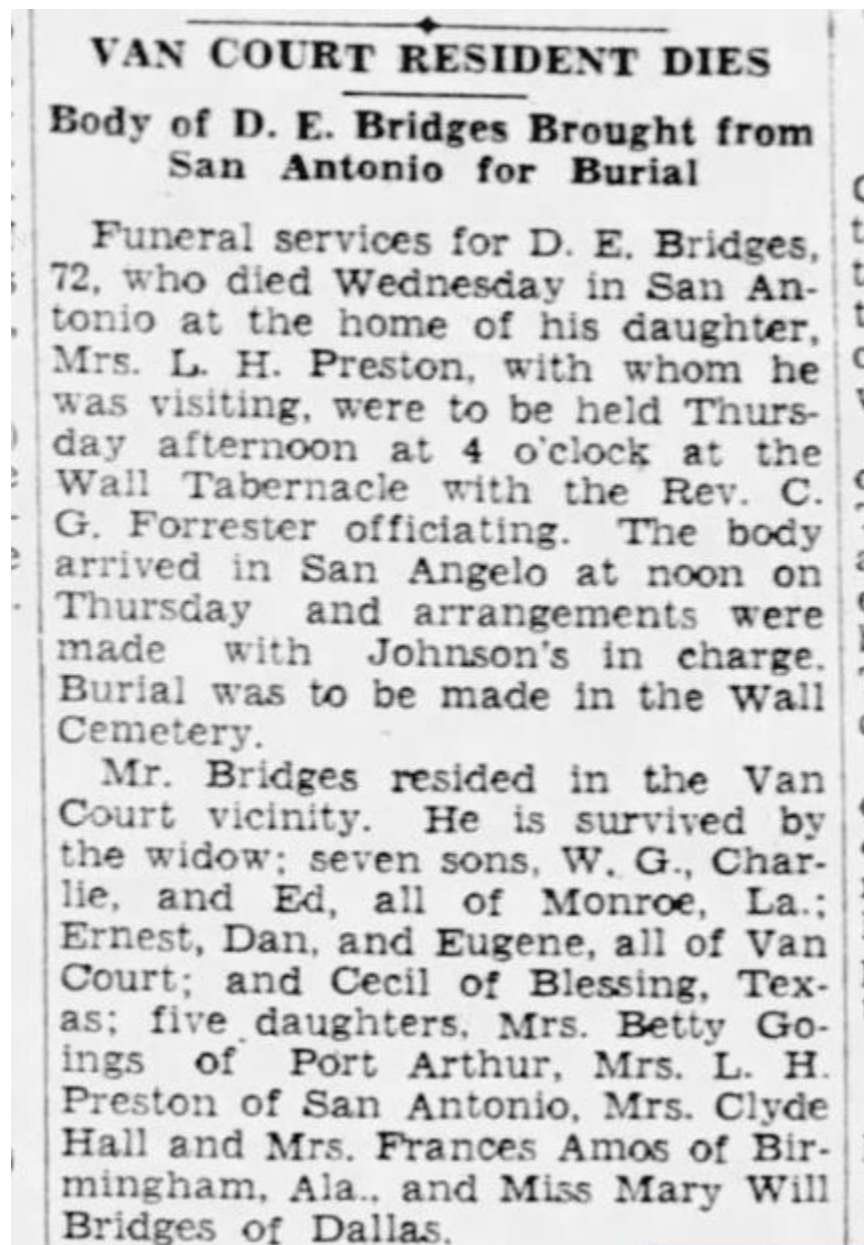 VAN COURT RESIDENT DIES
Body of D. E. Bridges Brought from
San Antonio for Burial
Funeral services for D. E. Bridges,
72, who died Wednesday in San An-
tonio at the home of his daughter,
Mrs. L. H. Preston, with whom he
was visiting, were to be held Thurs-
day afternoon at 4 o'clock at the
Wall Tabernacle with the Rev. C.
G. Forrester officiating. The body
arrived in San Angelo at noon on
Thursday and arrangements were
made with Johnson's in charge.
Burial was to be made in the Wall
Cemetery.
Mr. Bridges resided in the Van
Court vicinity. He is survived by
the widow; seven sons, W. G., Char-
lie, and Ed, all of Monroe, La.;
Ernest, Dan, and Eugene, all of Van
Court; and Cecil of Blessing, Tex-
as; five daughters, Mrs. Betty Go-
ings of Port Arthur, Mrs. L. H.
Preston of San Antonio, Mrs. Clyde
Hall and Mrs. Frances Amos of Bir-
mingham, Ala., and Miss Mary Will
Bridges of Dallas.